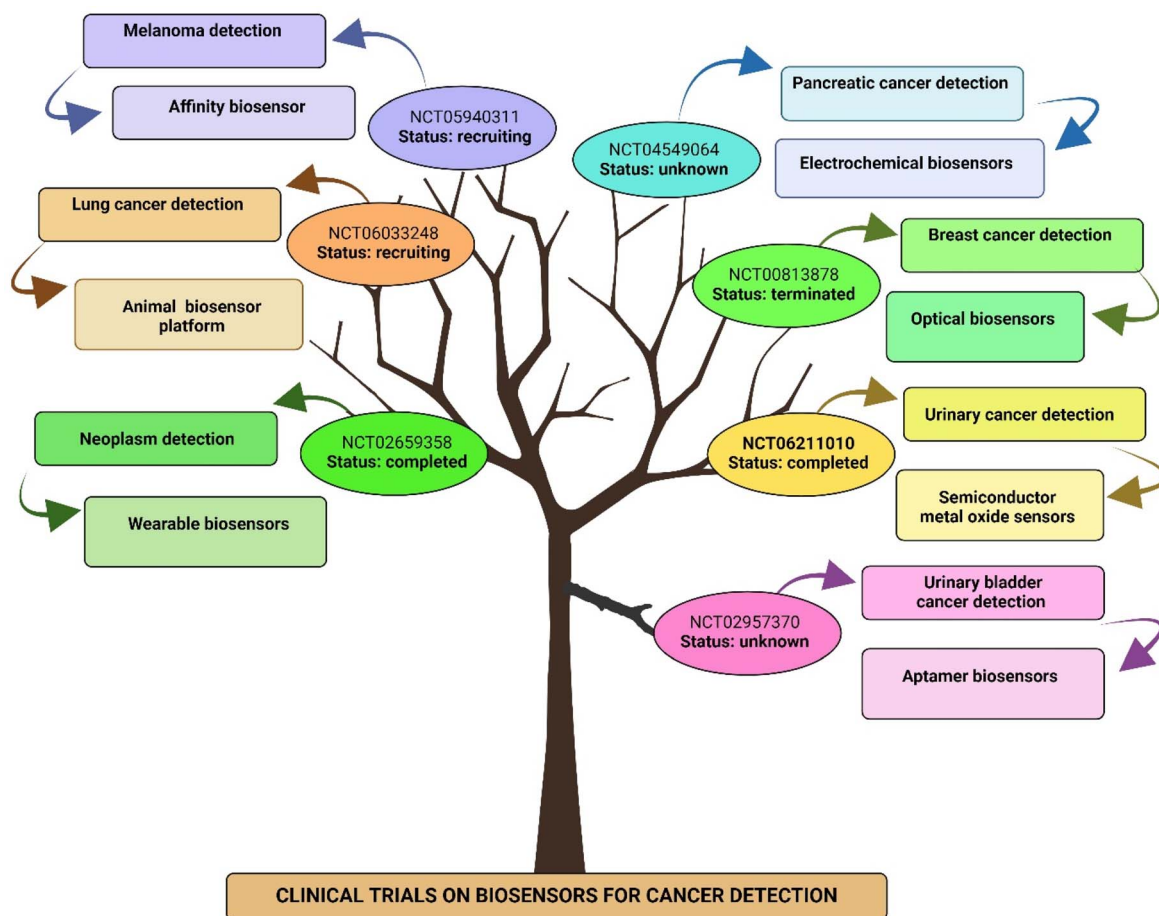 Melanoma detection
Affinity biosensor
NCT05940311
Status: recruiting
Lung cancer detection
NCT06033248
Status: recruiting
Animal biosensor
platform
Neoplasm detection
NCT02659358
Status: completed
Wearable biosensors
Pancreatic cancer detection
NCT04549064
Status: unknown
Electrochemical biosensors
Breast cancer detection
NCT00813878
Status: terminated
Optical biosensors
Urinary cancer detection
NCT06211010
Status: completed
Semiconductor
metal oxide sensors
Urinary bladder
cancer detection
NCT02957370
Status: unknown
Aptamer biosensors
CLINICAL TRIALS ON BIOSENSORS FOR CANCER DETECTION